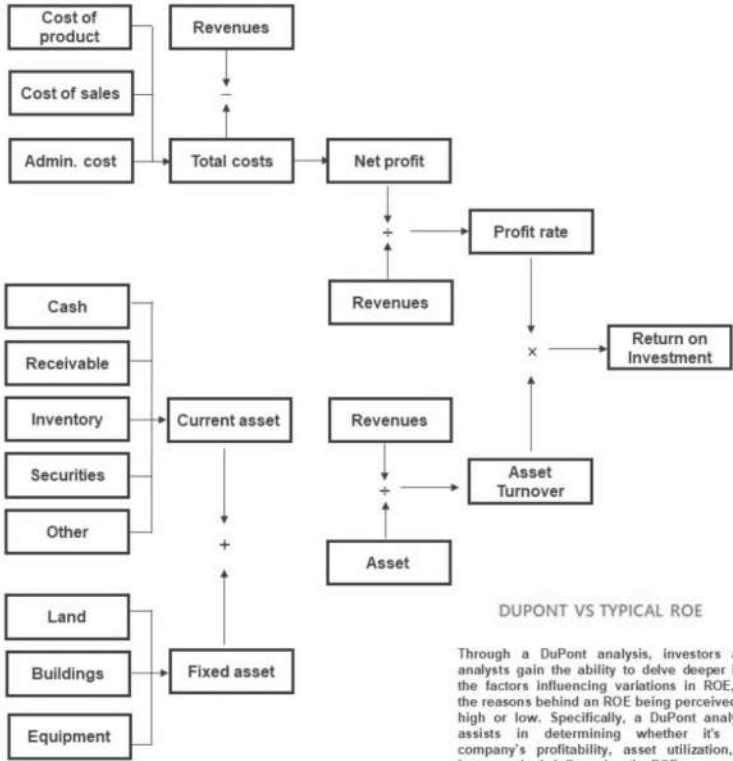 Cost of
product
Revenues
Cost of sales
−
Admin. cost
Total costs
Net profit
÷
Profit rate
Revenues
Cash
Receivable
×
Return on
Investment
Inventory
Current asset
Revenues
Securities
÷
Asset
Turnover
Other
+
Asset
Land
Buildings
Fixed asset
Equipment
DUPONT VS TYPICAL ROE
Through a DuPont analysis, investors
analysts gain the ability to delve deeper
the factors influencing variations in ROE,
the reasons behind an ROE being perceived
high or low. Specifically, a DuPont
assists in determining whether it's
company's profitability, asset utilization,